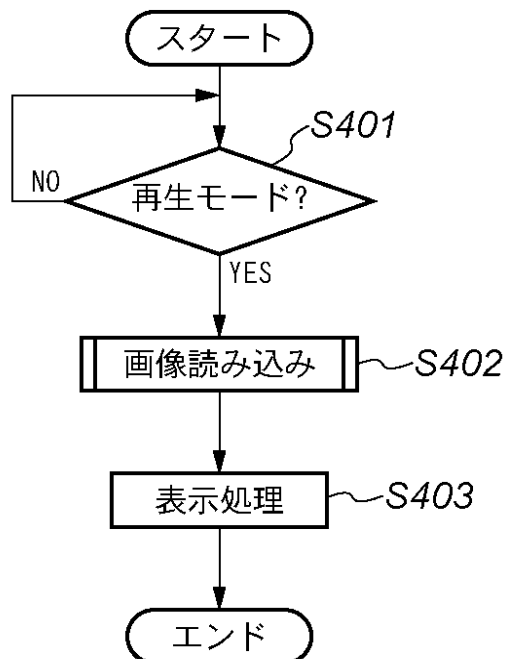 スタート
S401
NO
再生モード?
YES
画像読み込み
S402
表示処理
S403
エンド